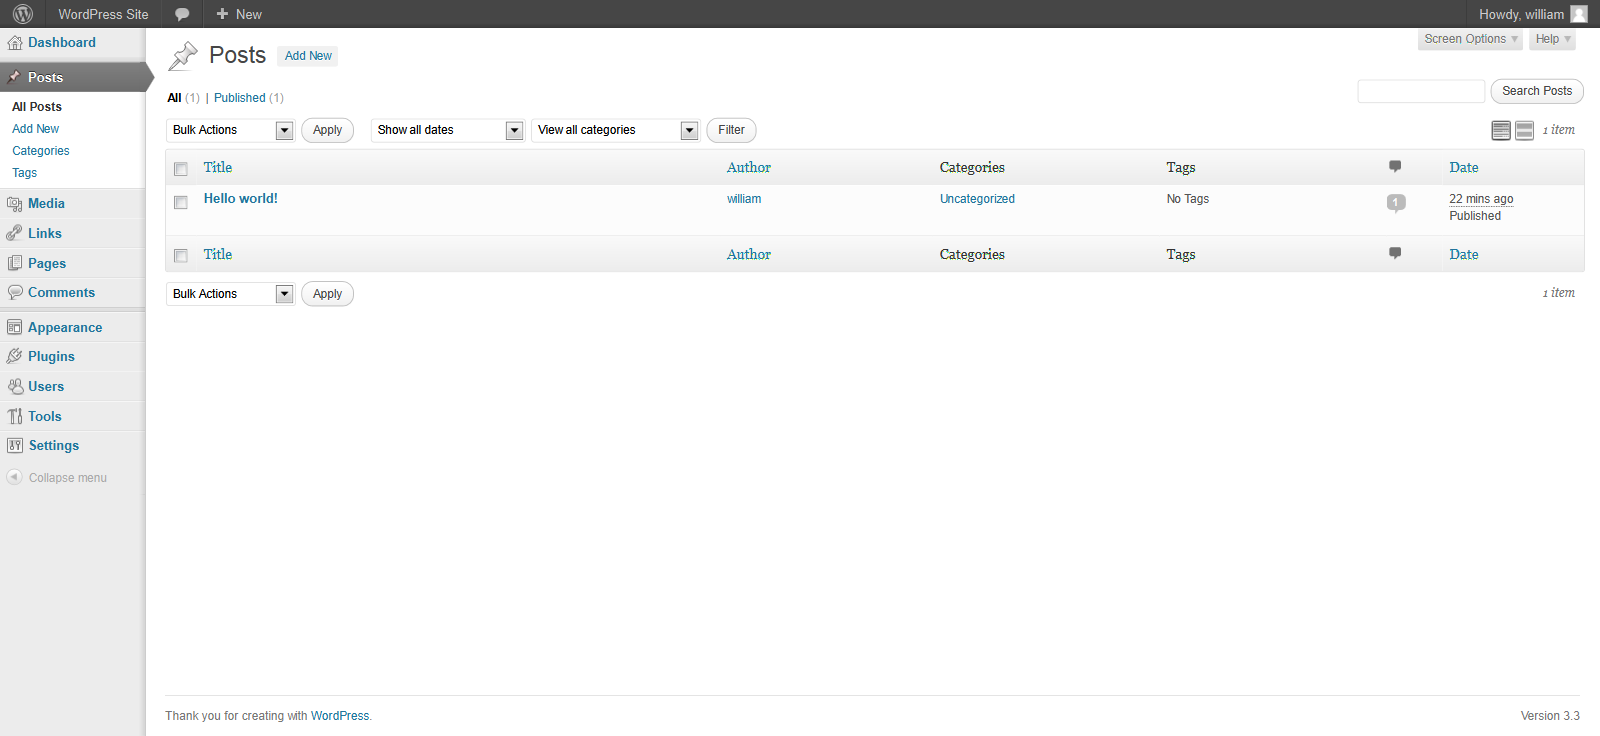 WordPress Site
New
Howdy, william
Dashboard
Posts
All Posts
Add New
Categories
Tags
Media
Links
Pages
Comments
Appearance
Plugins
Users
Tools
Settings
Collapse menu
Posts Add New
Screen Options Help
All (1) | Published (1)
Search Posts
Bulk Actions Apply Show all dates View all categories Filter 1 item
Title Author Categories Tags Date
Hello world! william Uncategorized No Tags 1 22 mins ago
Published
Title Author Categories Tags Date
Bulk Actions Apply 1 item
Thank you for creating with WordPress. Version 3.3